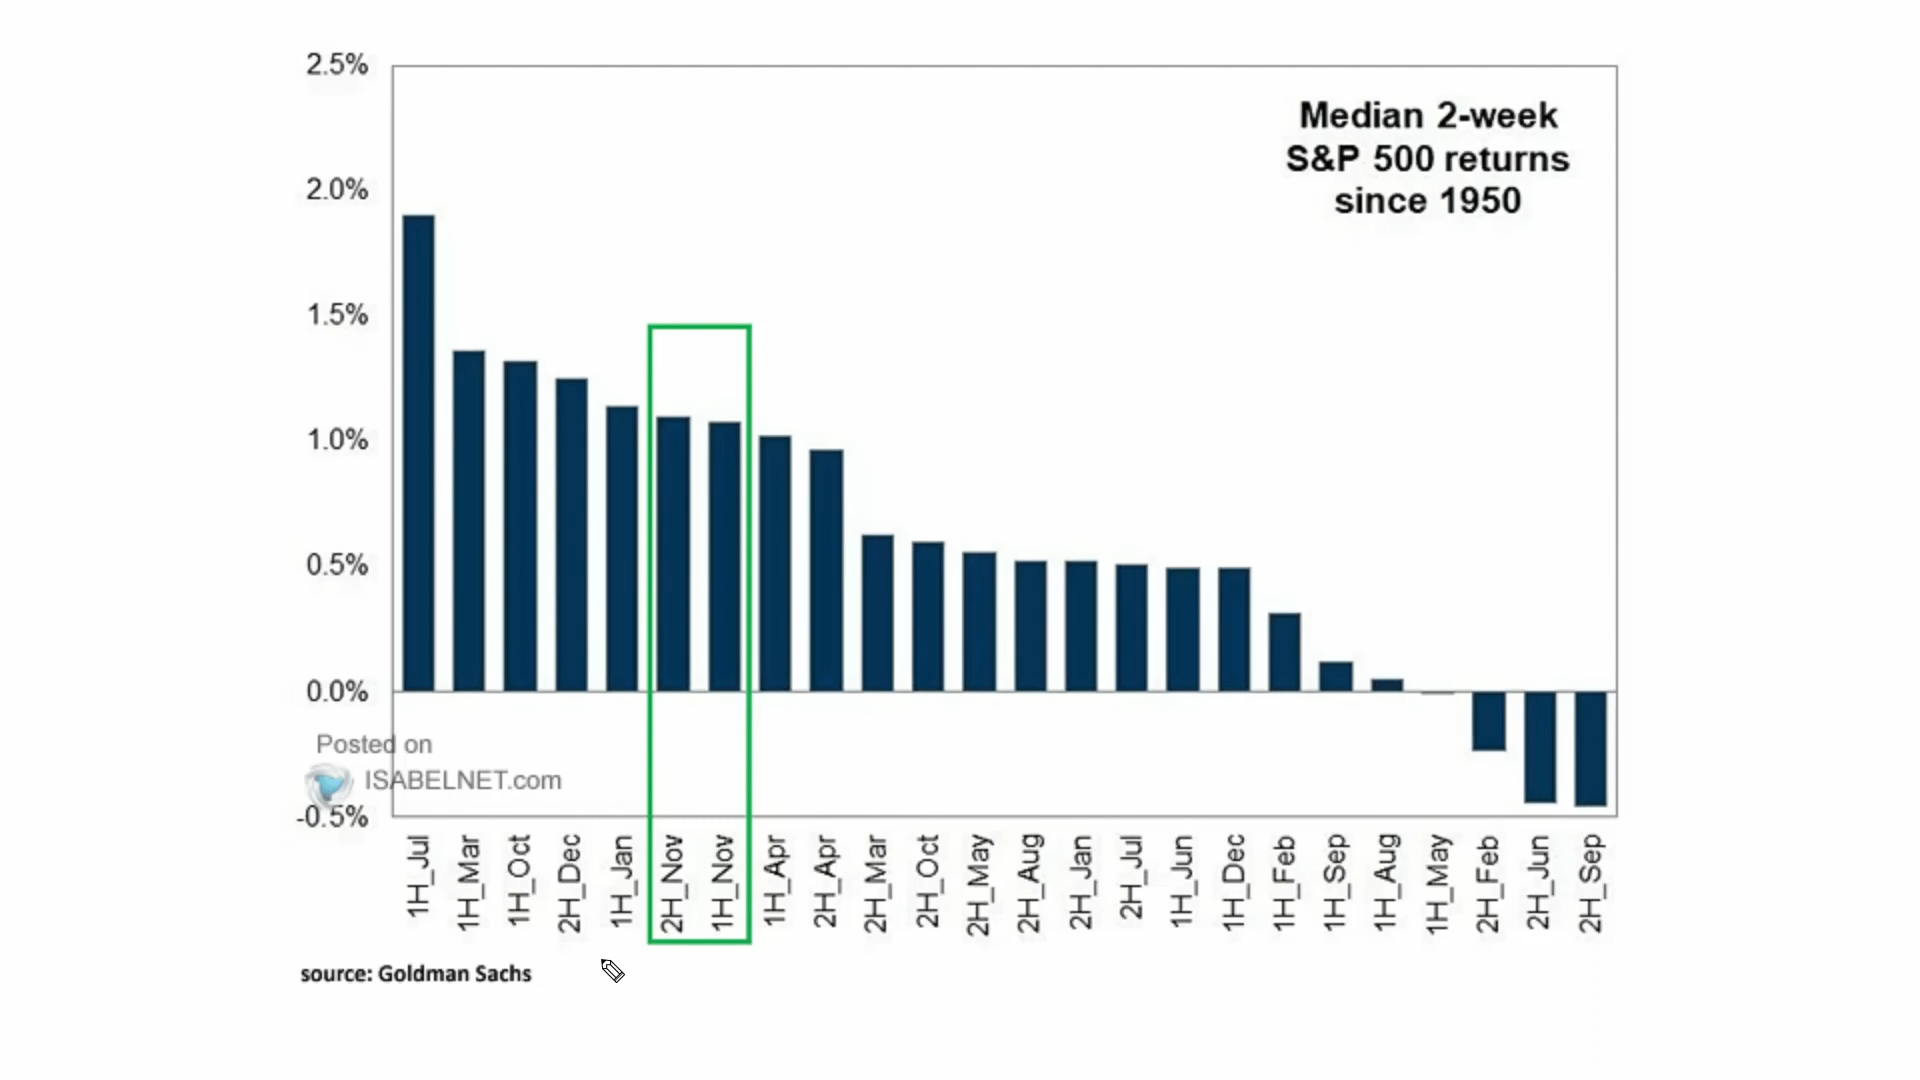 Median 2-week
S&P 500 returns
since 1950
2.5%
2.0%
1.5%
1.0%
0.5%
0.0%
-0.5%
Posted on
ISABELNET.com
1H_Jul
1H_Mar
1H_Oct
2H_Dec
1H_Jan
2H_Nov
1H_Nov
1H_Apr
2H_Apr
2H_Mar
2H_Oct
2H_May
2H_Aug
2H_Jan
2H_Jul
1H_Jun
1H_Dec
1H_Feb
1H_Sep
1H_Aug
1H_May
2H_Feb
2H_Jun
2H_Sep
source: Goldman Sachs